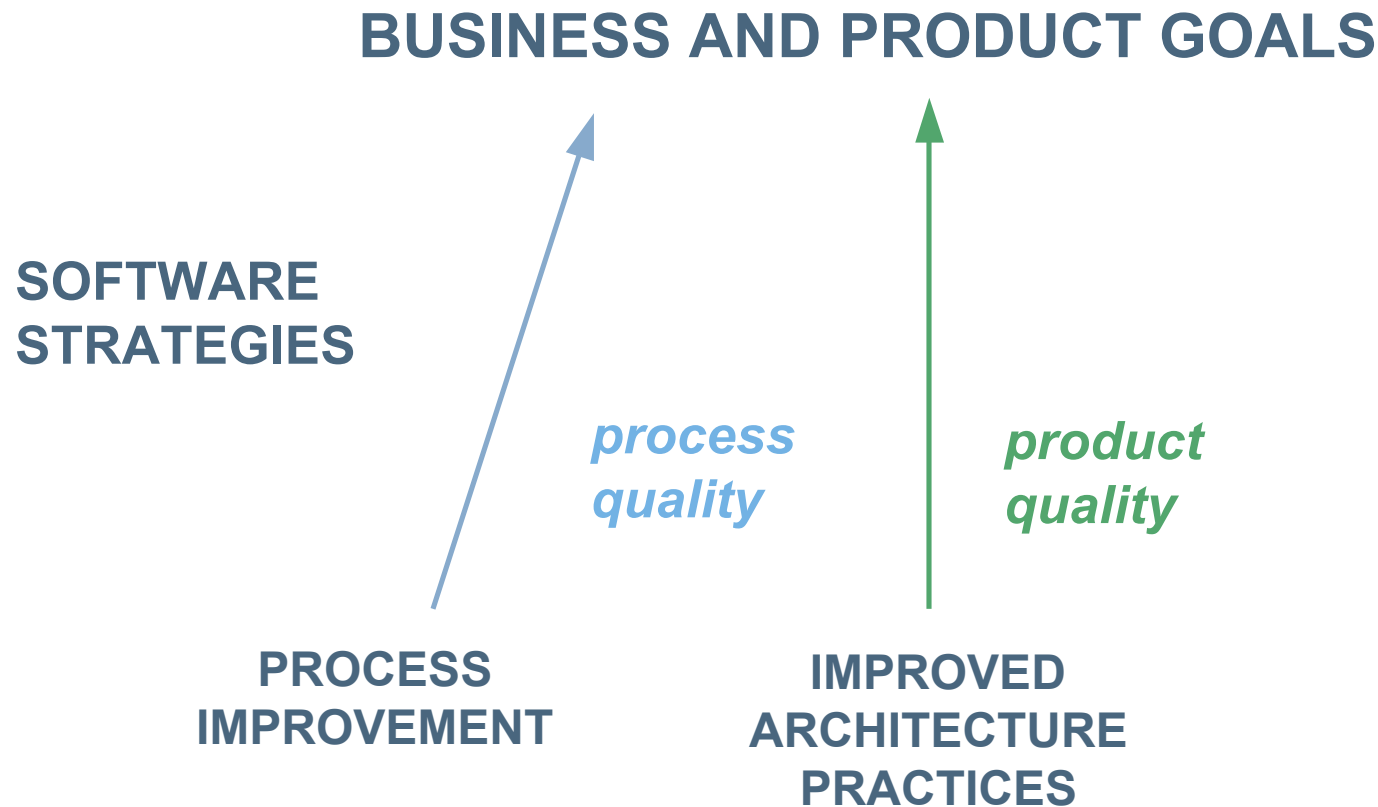 BUSINESS AND PRODUCT GOALS
SOFTWARE
STRATEGIES
process
quality
product
quality
PROCESS
IMPROVEMENT
IMPROVED
ARCHITECTURE
PRACTICES